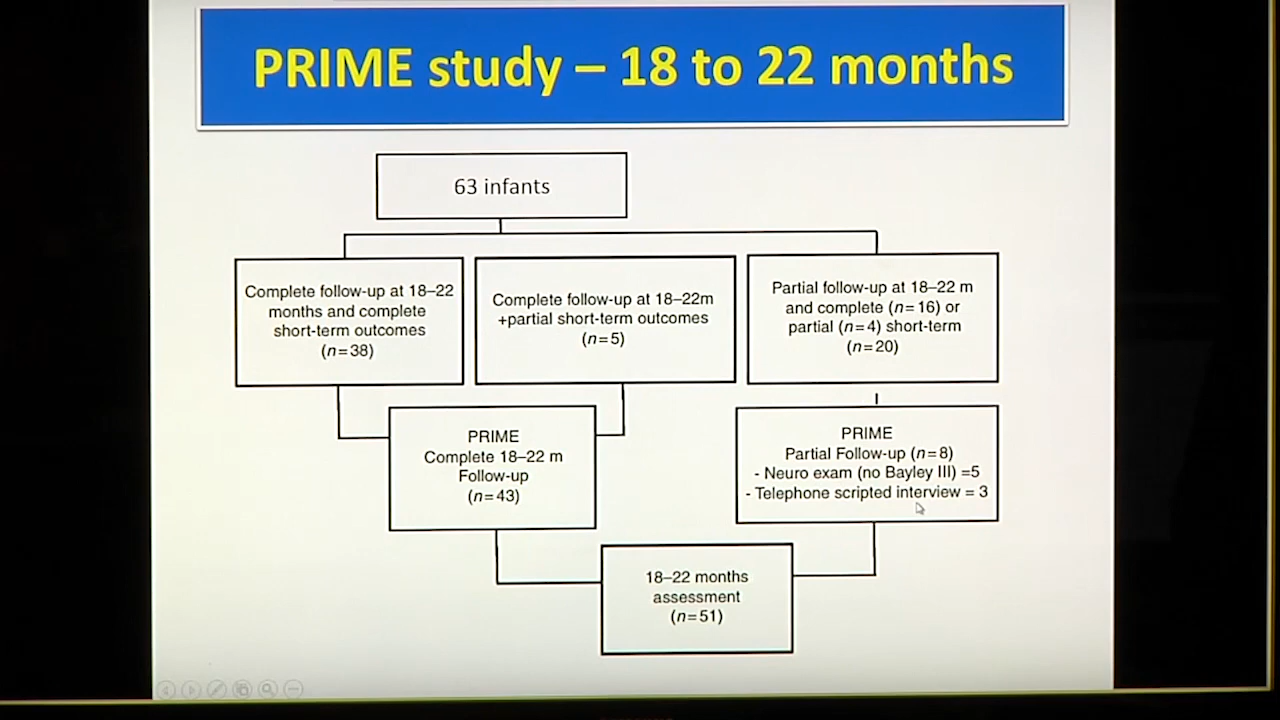 PRIME study – 18 to 22 months
63 infants
Complete follow-up at 18–22
months and complete
short-term outcomes
(n=38)
Complete follow-up at 18–22m
+partial short-term outcomes
(n=5)
Partial follow-up at 18–22 m
and complete (n=16) or
partial (n=4) short-term
(n=20)
PRIME
Complete 18–22 m
Follow-up
(n=43)
PRIME
Partial Follow-up (n=8)
- Neuro exam (no Bayley III) =5
- Telephone scripted interview = 3
18–22 months
assessment
(n=51)